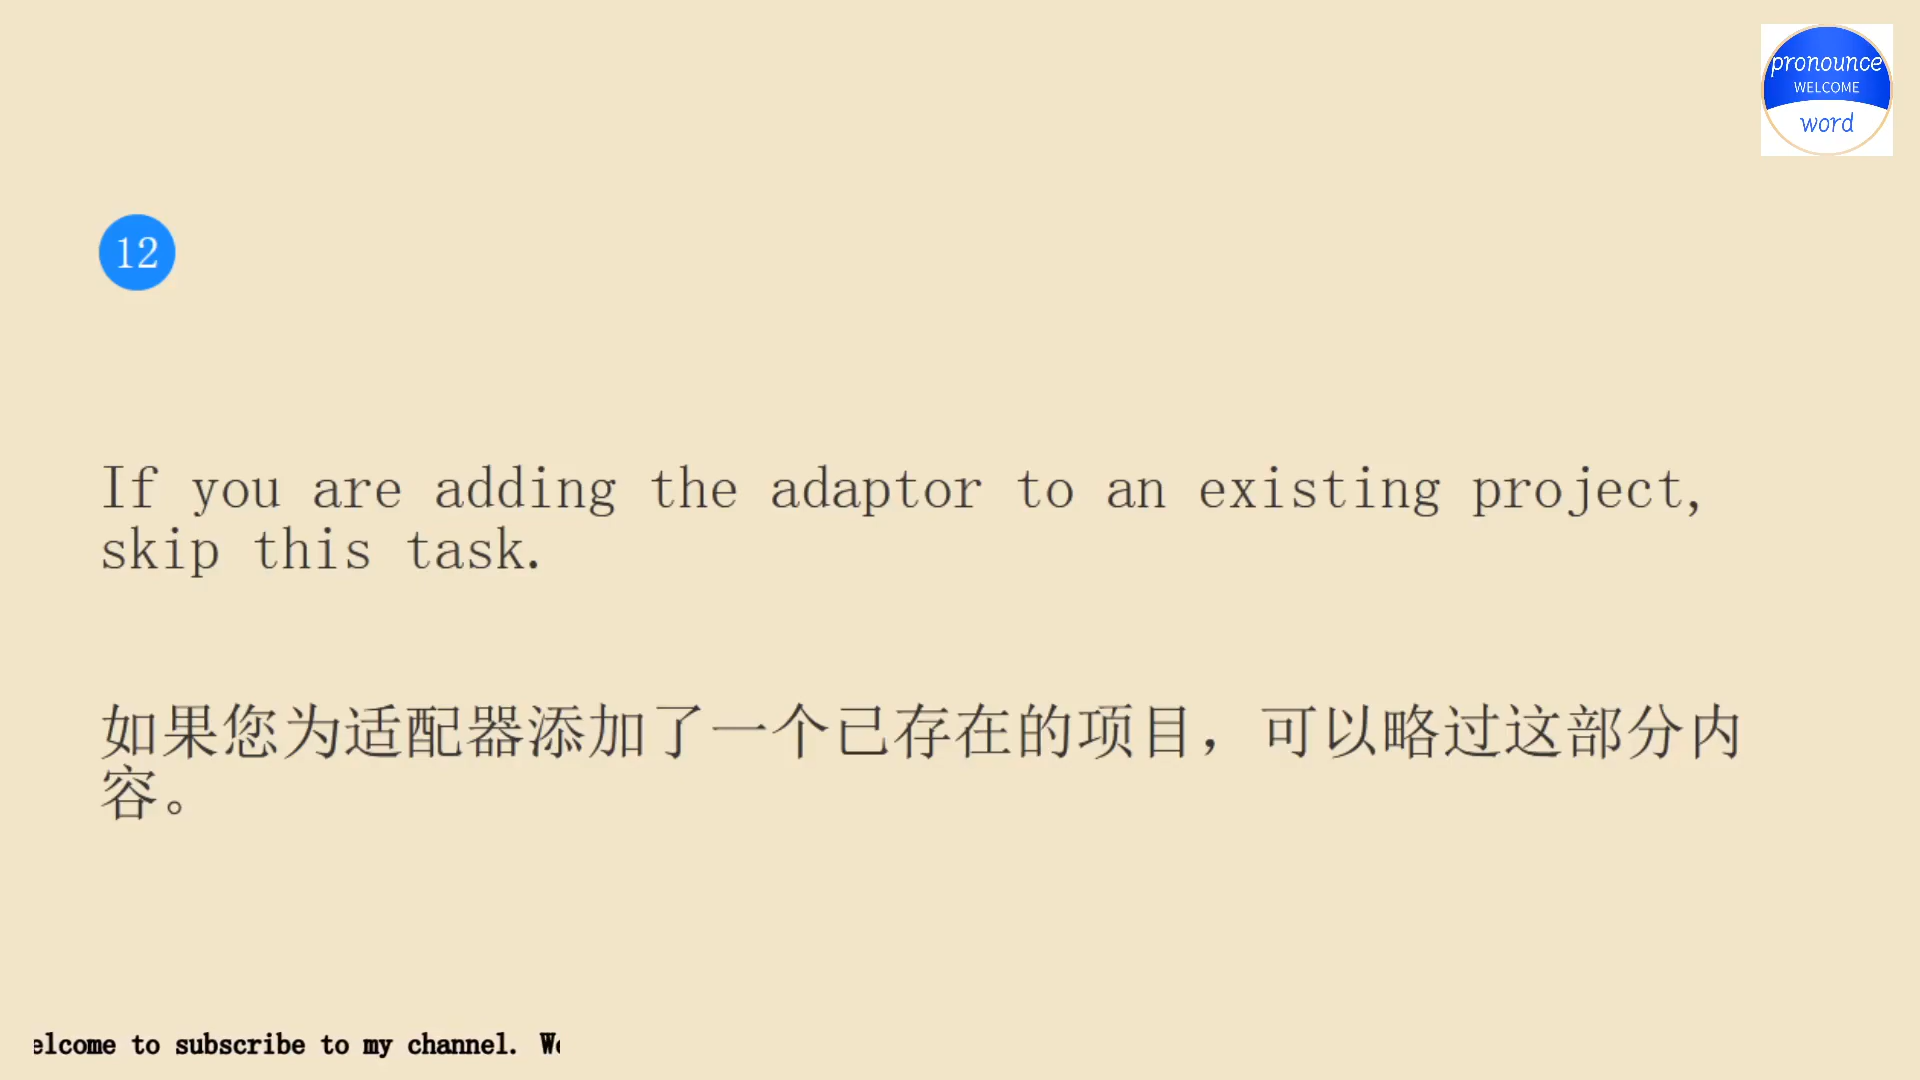 pronounce
WELCOME
word
12
If you are adding the adaptor to an existing project,
skip this task.
如果您为适配器添加了一个已存在的项目，可以略过这部分内
容。
elcome to subscribe to my channel. We